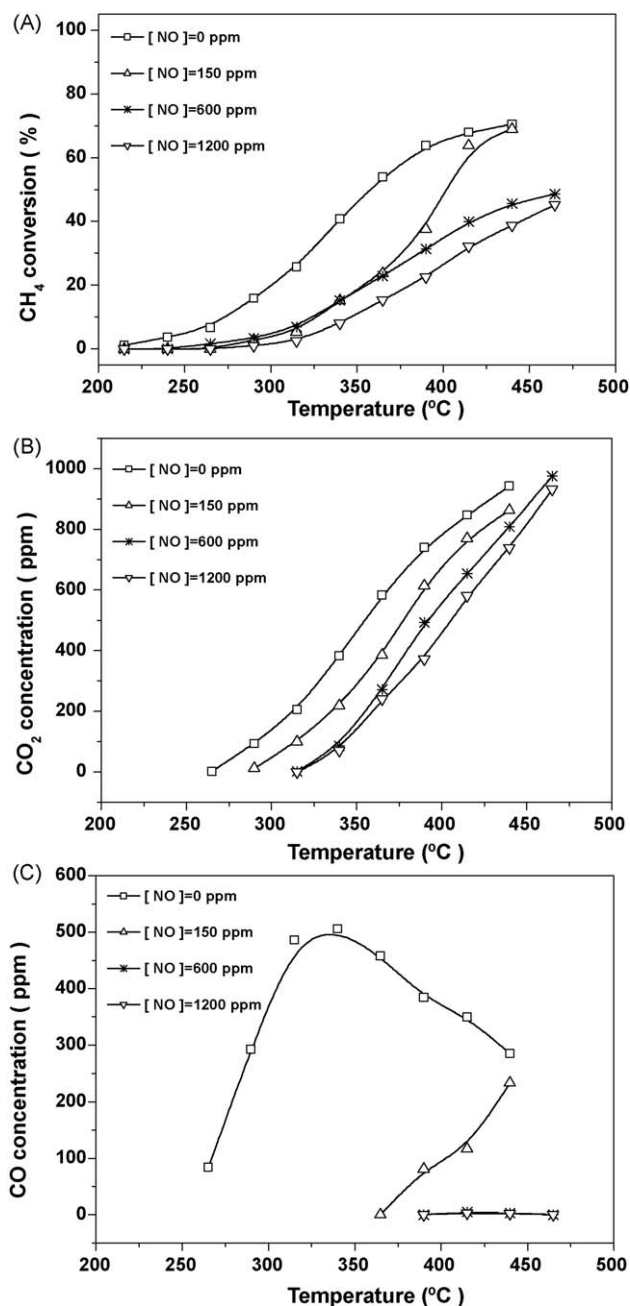 (A)
100
80
60
40
20
0
CH4 conversion ( % )
[ NO ]=0 ppm
[ NO ]=150 ppm
[ NO ]=600 ppm
[ NO ]=1200 ppm
200 250 300 350 400 450 500
Temperature (ºC )
(B)
1000
800
600
400
200
0
CO2 concentration ( ppm )
[ NO ]=0 ppm
[ NO ]=150 ppm
[ NO ]=600 ppm
[ NO ]=1200 ppm
200 250 300 350 400 450 500
Temperature (ºC )
(C)
600
500
400
300
200
100
0
CO concentration ( ppm )
[ NO ]=0 ppm
[ NO ]=150 ppm
[ NO ]=600 ppm
[ NO ]=1200 ppm
200 250 300 350 400 450 500
Temperature (ºC )